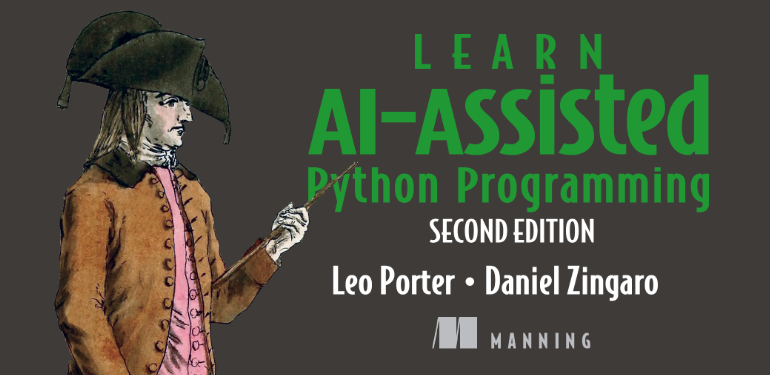 LEARN
AI-Assisted
Python Programming
SECOND EDITION
Leo Porter • Daniel Zingaro
MANNING